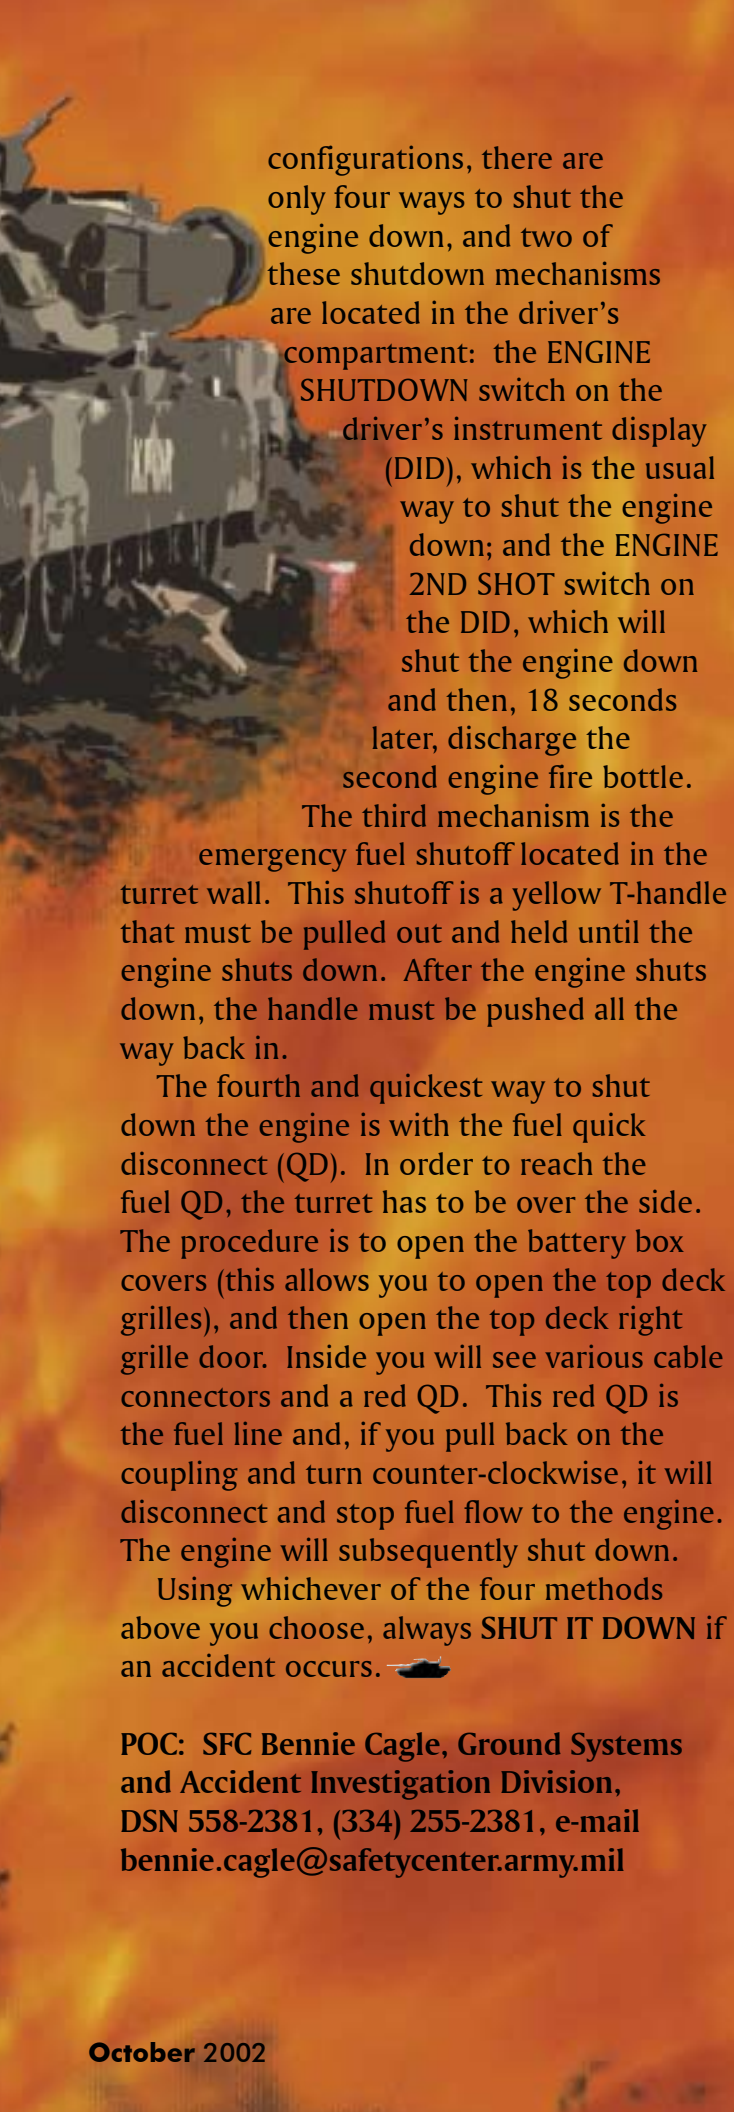 configurations, there are
only four ways to shut the
engine down, and two of
these shutdown mechanisms
are located in the driver's
compartment:  the ENGINE
SHUTDOWN switch on the
driver's instrument display
(DID), which is the usual
way to shut the engine
down; and the ENGINE
2ND SHOT switch on
the DID, which will
shut the engine down
and then, 18 seconds
later, discharge the
second engine fire bottle.
The third mechanism is the
emergency fuel shutoff located in the
turret wall.  This shutoff is a yellow T-handle
that must be pulled out and held until the
engine shuts down.  After the engine shuts
down, the handle must be pushed all the
way back in.
The fourth and quickest way to shut
down the engine is with the fuel quick
disconnect (QD).  In order to reach the
fuel QD, the turret has to be over the side.
The procedure is to open the battery box
covers (this allows you to open the top deck
grilles), and then open the top deck right
grille door.  Inside you will see various cable
connectors and a red QD.  This red QD is
the fuel line and, if you pull back on the
coupling and turn counter-clockwise, it will
disconnect and stop fuel flow to the engine.
The engine will subsequently shut down.
Using whichever of the four methods
above you choose, always SHUT IT DOWN if
an accident occurs.
POC:  SFC Bennie Cagle, Ground Systems
and Accident Investigation Division,
DSN 558-2381, (334) 255-2381, e-mail
bennie.cagle@safetycenter.army.mil
October 2002